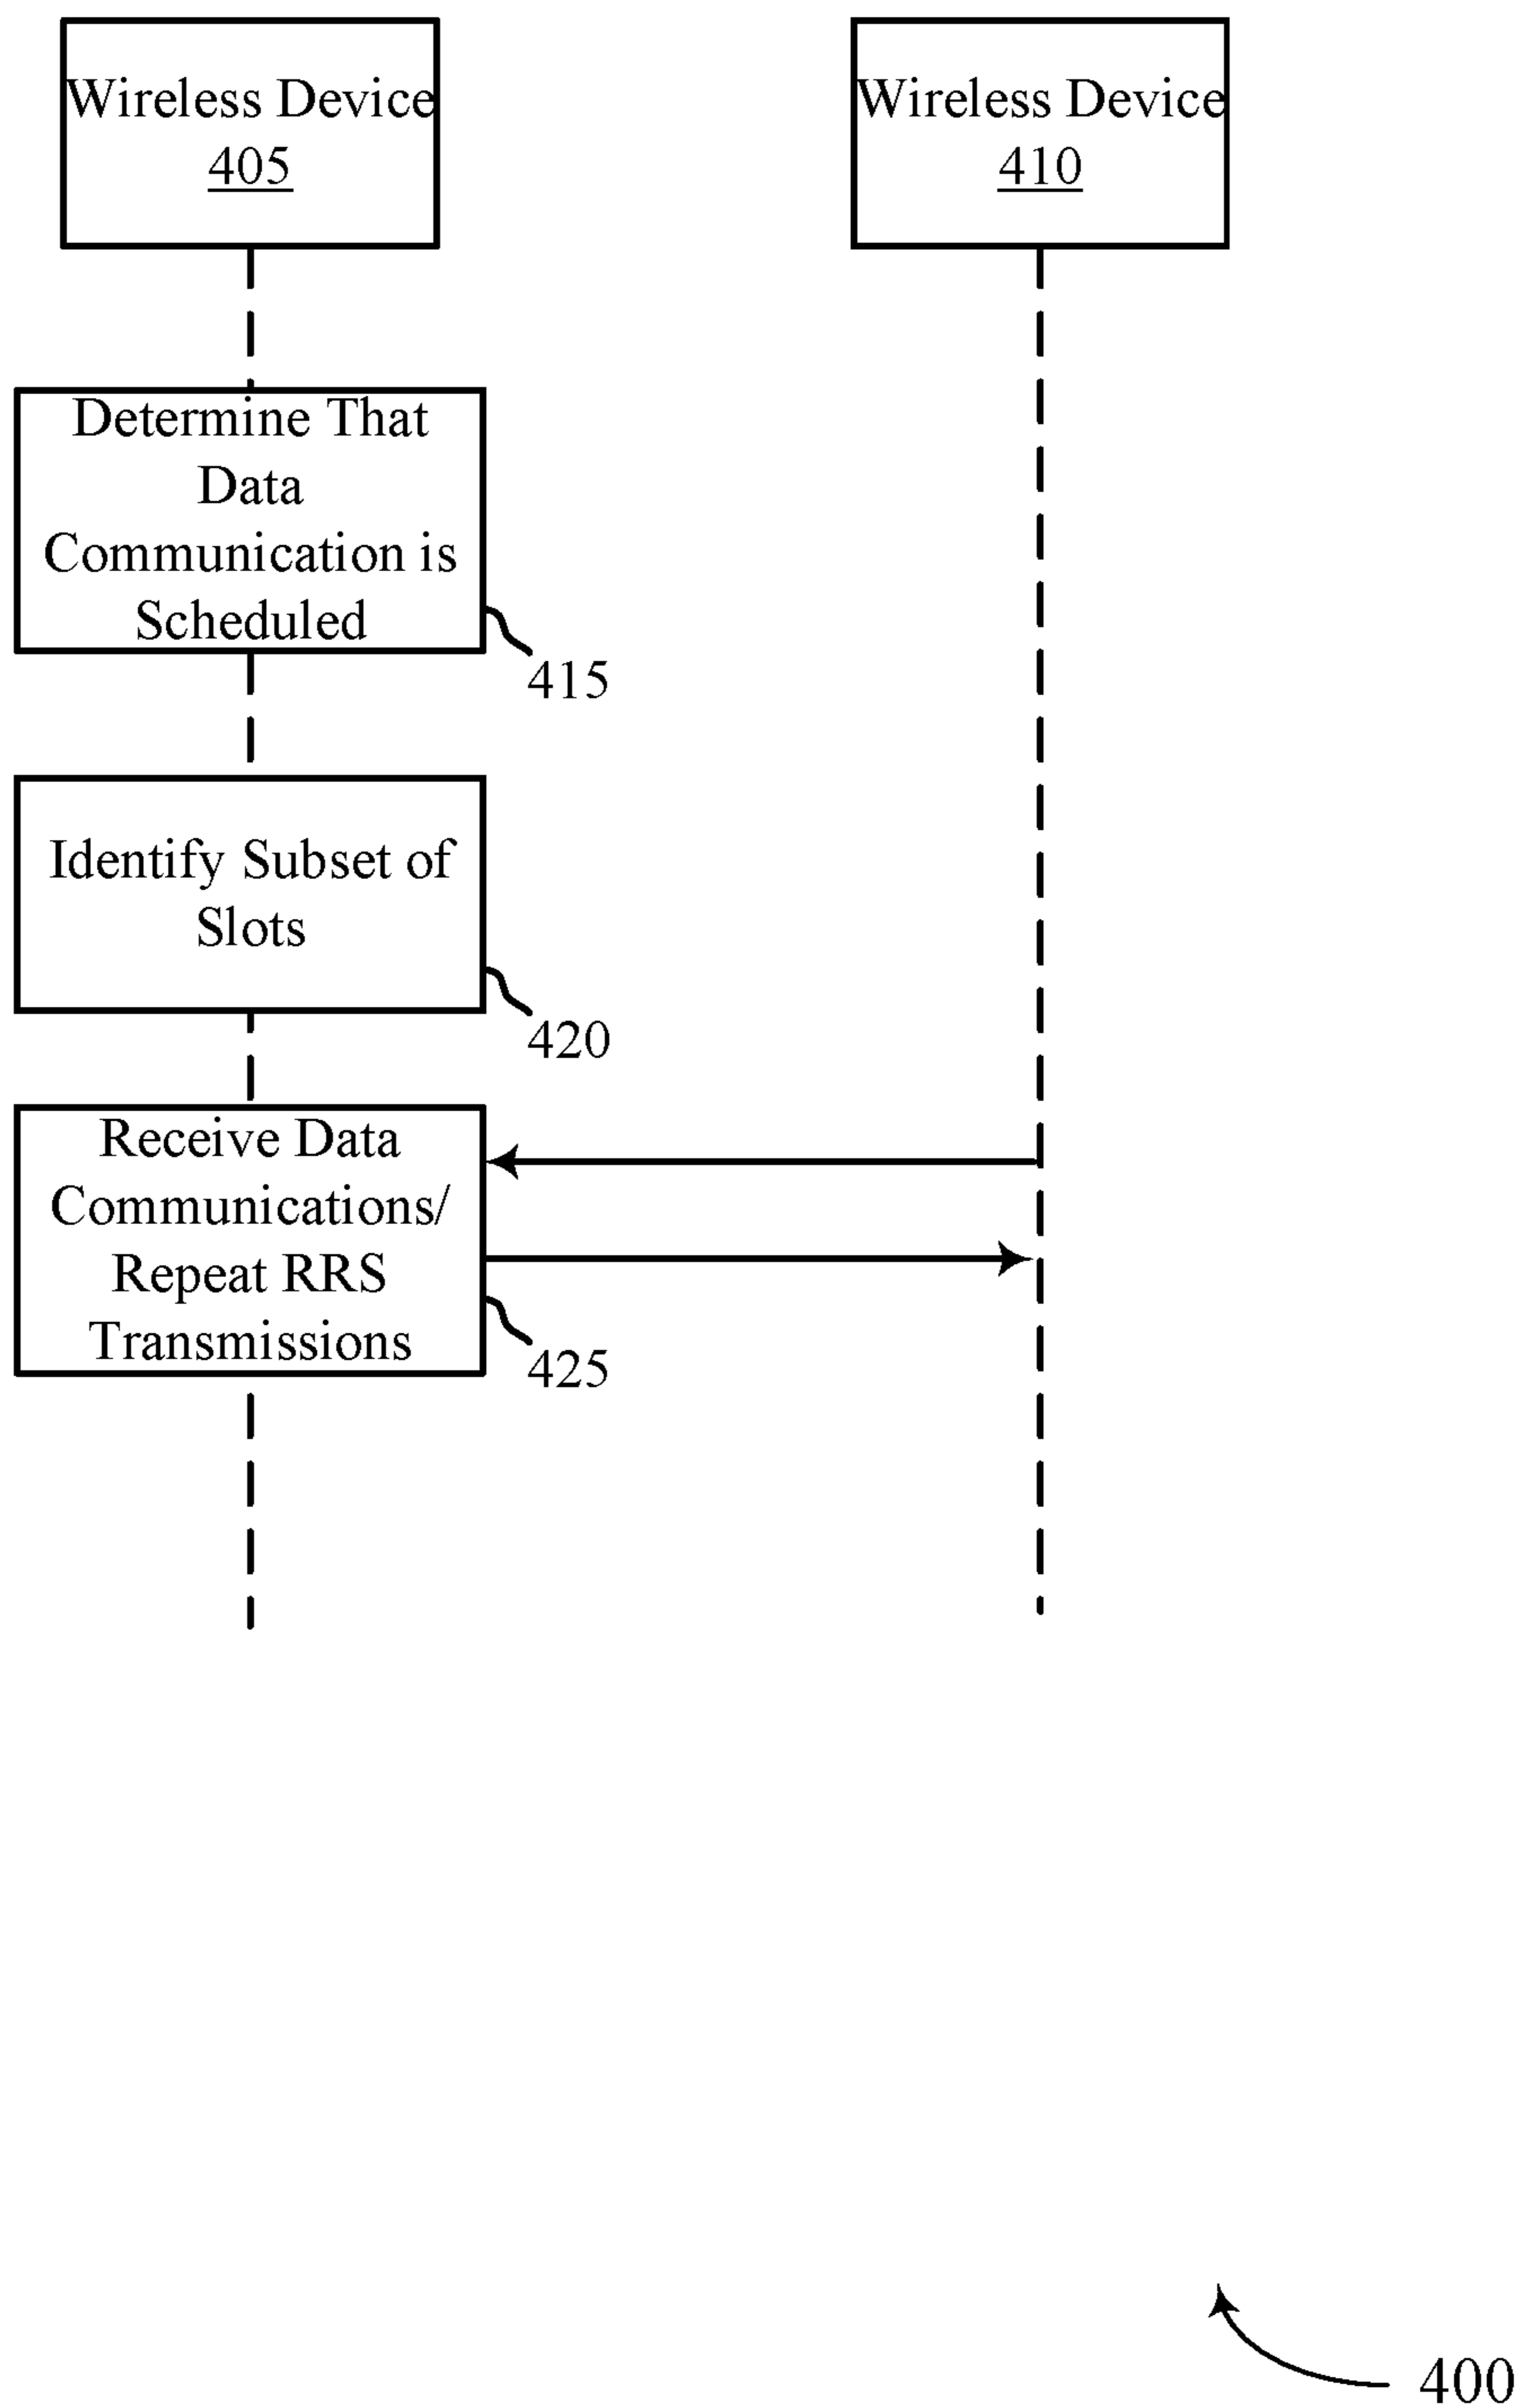 Wireless Device
405
Wireless Device
410
Determine That
Data
Communication is
Scheduled
415
Identify Subset of
Slots
420
Receive Data
Communications/
Repeat RRS
Transmissions
425
400